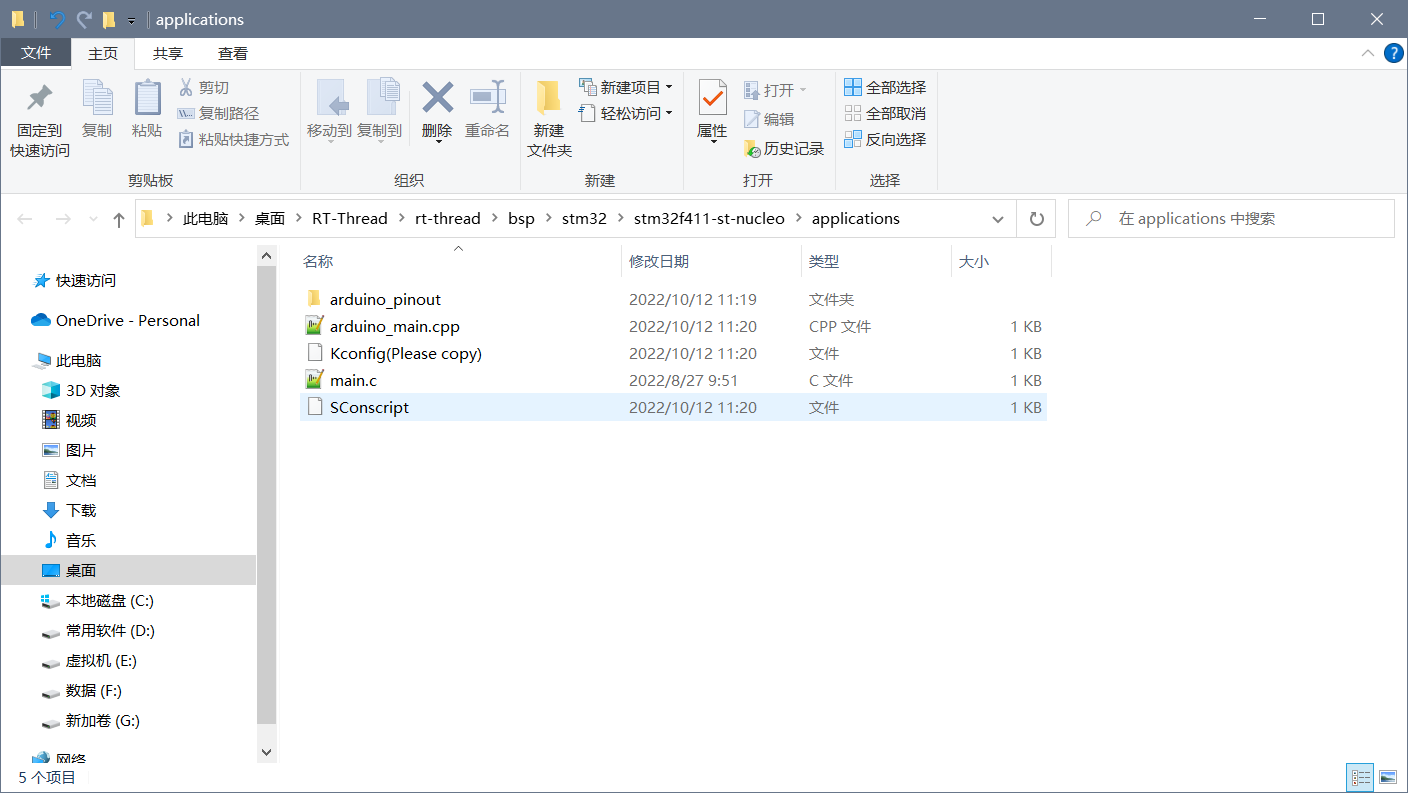 applications
文件 主页 共享 查看
固定到
快速访问
复制
粘贴
剪切
复制路径
粘贴快捷方式
剪贴板
移动到
复制到
删除
重命名
组织
新建
文件夹
新建项目
轻松访问
新建
属性
打开
编辑
历史记录
打开
全部选择
全部取消
反向选择
选择
此电脑 桌面 RT-Thread rt-thread bsp stm32 stm32f411-st-nucleo applications
在 applications 中搜索
快速访问
OneDrive - Personal
此电脑
3D 对象
视频
图片
文档
下载
音乐
桌面
本地磁盘 (C:)
常用软件 (D:)
虚拟机 (E:)
数据 (F:)
新加卷 (G:)
网络
名称 修改日期 类型 大小
arduino_pinout 2022/10/12 11:19 文件夹
arduino_main.cpp 2022/10/12 11:20 CPP 文件 1 KB
Kconfig(Please copy) 2022/10/12 11:20 文件 1 KB
main.c 2022/8/27 9:51 C 文件 1 KB
SConscript 2022/10/12 11:20 文件 1 KB
5 个项目